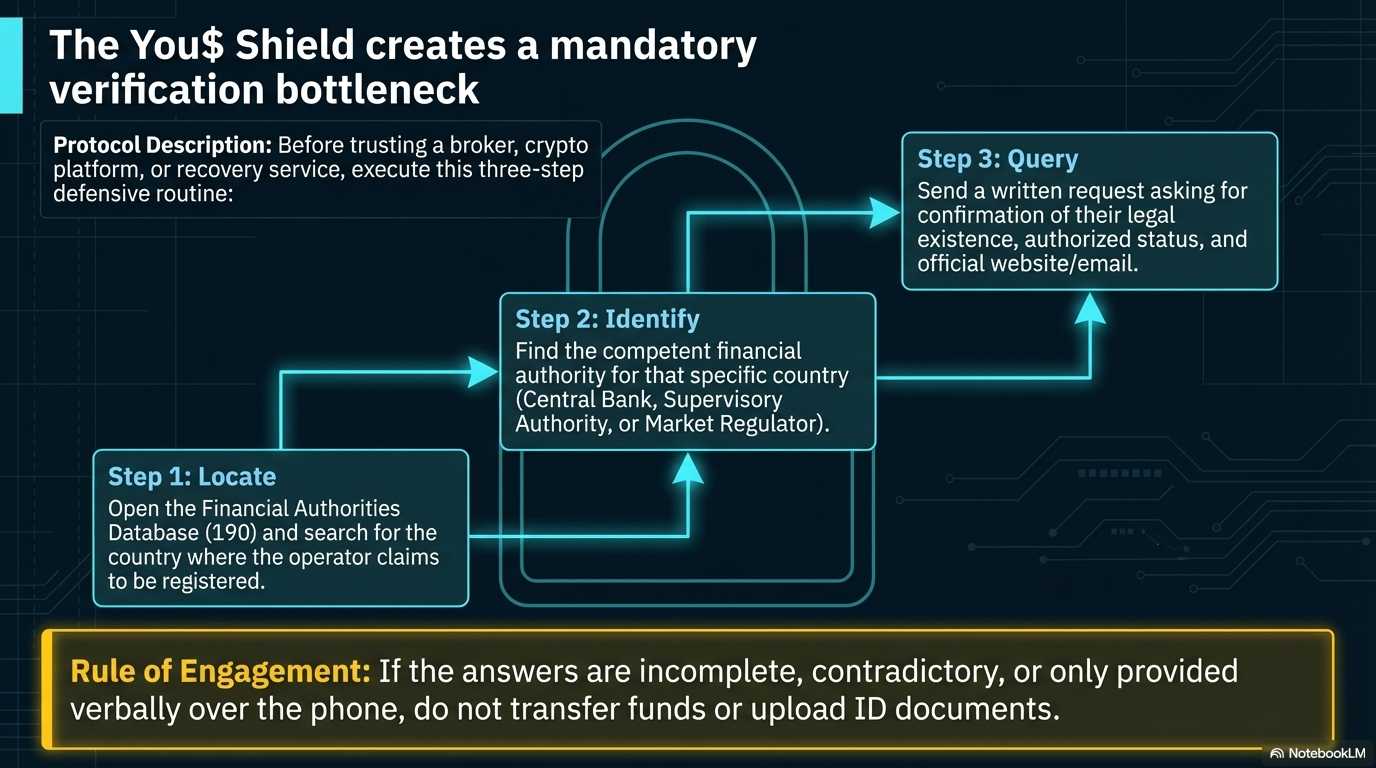 The You$ Shield creates a mandatory
verification bottleneck
Protocol Description: Before trusting a broker, crypto
platform, or recovery service, execute this three-step
defensive routine:
Step 1: Locate
Open the Financial Authorities
Database (190) and search for the
country where the operator claims
to be registered.
Step 2: Identify
Find the competent financial
authority for that specific country
(Central Bank, Supervisory
Authority, or Market Regulator).
Step 3: Query
Send a written request asking for
confirmation of their legal
existence, authorized status, and
official website/email.
Rule of Engagement: If the answers are incomplete, contradictory, or only provided
verbally over the phone, do not transfer funds or upload ID documents.
NotebookLM